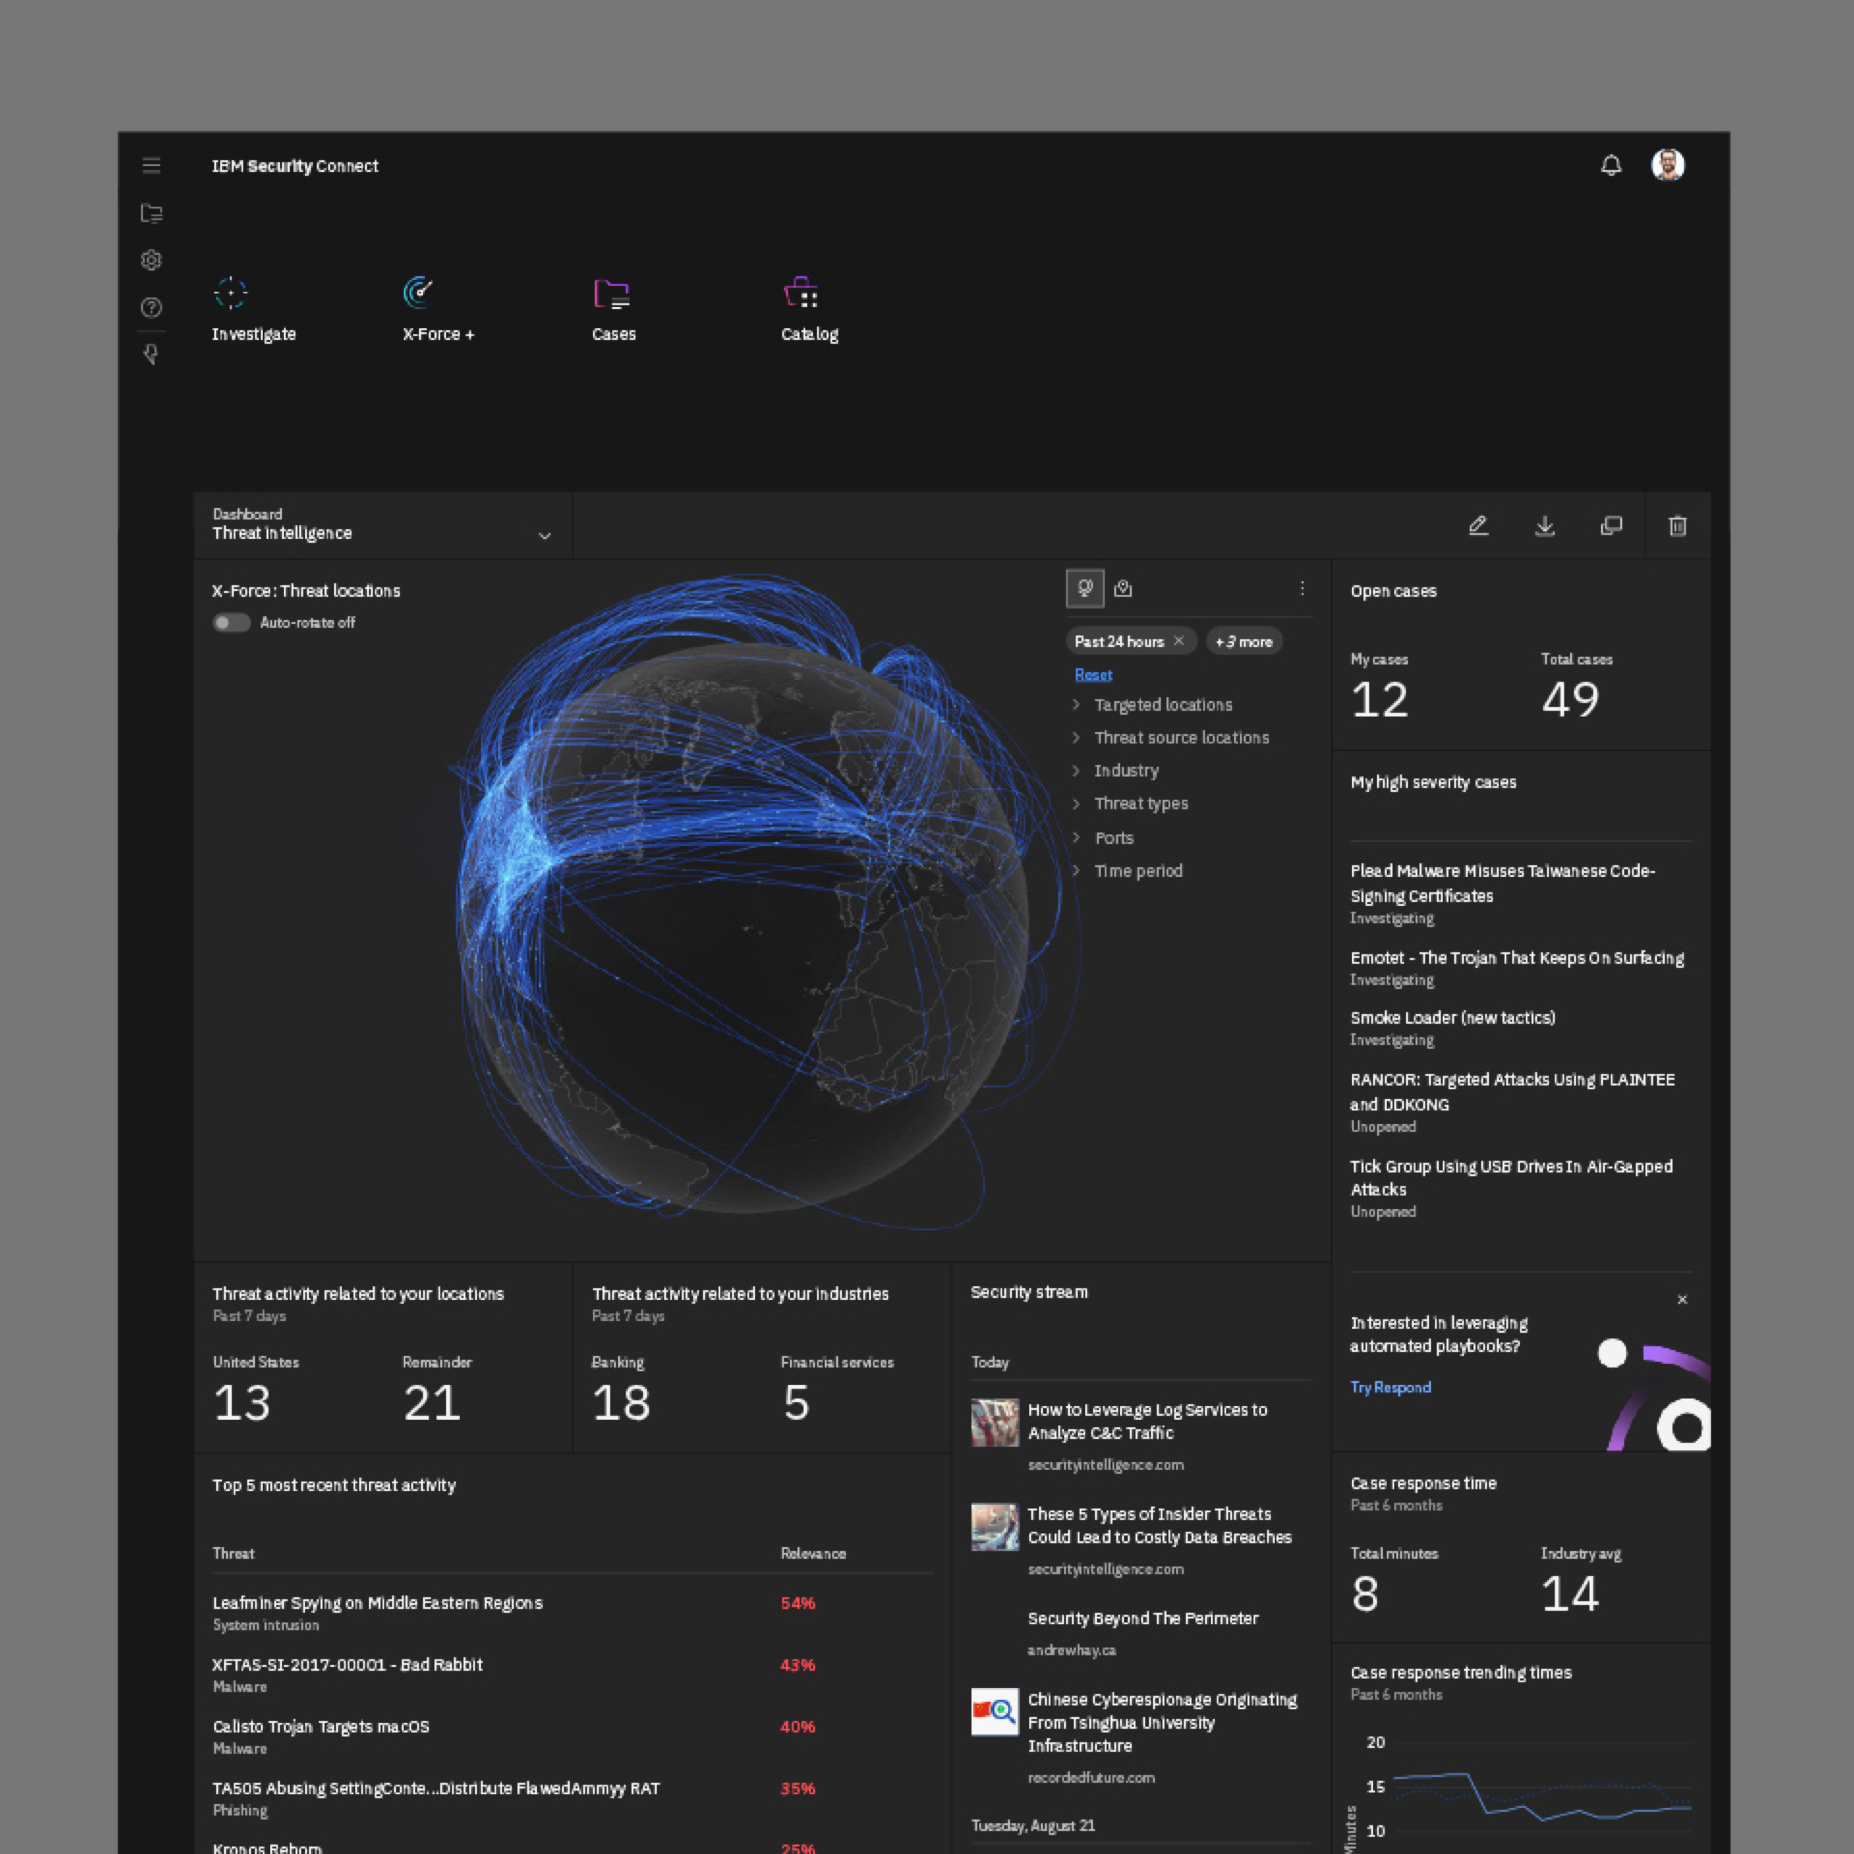 IBM Security Connect
Investigate
X-Force +
Cases
Catalog
Dashboard
Threat intelligence
X-Force: Threat locations
Auto-rotate off
Past 24 hours
+3 more
Reset
Targeted locations
Threat source locations
Industry
Threat types
Ports
Time period
Open cases
My cases
Total cases
12
49
My high severity cases
Plead Malware Misuses Taiwanese Code-
Signing Certificates
Investigating
Emotet - The Trojan That Keeps On Surfacing
Investigating
Smoke Loader (new tactics)
Investigating
RANCOR: Targeted Attacks Using PLAINTEE
and DDKONG
Unopened
Tick Group Using USB Drives In Air-Gapped
Attacks
Unopened
Interested in leveraging
automated playbooks?
Try Respond
Threat activity related to your locations
Past 7 days
United States
Remainder
13
21
Threat activity related to your industries
Past 7 days
Banking
Financial services
18
5
Top 5 most recent threat activity
Threat
Relevance
Leafminer Spying on Middle Eastern Regions
54%
System intrusion
XFTAS-SI-2017-00001 - Bad Rabbit
43%
Malware
Calisto Trojan Targets macOS
40%
Malware
TA505 Abusing SettingConte...Distribute FlawedAmmyy RAT
35%
Phishing
Kronos Reborn
25%
Security stream
Today
How to Leverage Log Services to
Analyze C&C Traffic
securityintelligence.com
These 5 Types of Insider Threats
Could Lead to Costly Data Breaches
securityintelligence.com
Security Beyond The Perimeter
andrewhay.ca
Chinese Cyberespionage Originating
From Tsinghua University
Infrastructure
recordedfuture.com
Tuesday, August 21
Case response time
Past 6 months
Total minutes
Industry avg
8
14
Case response trending times
Past 6 months
20
15
10
Minutes